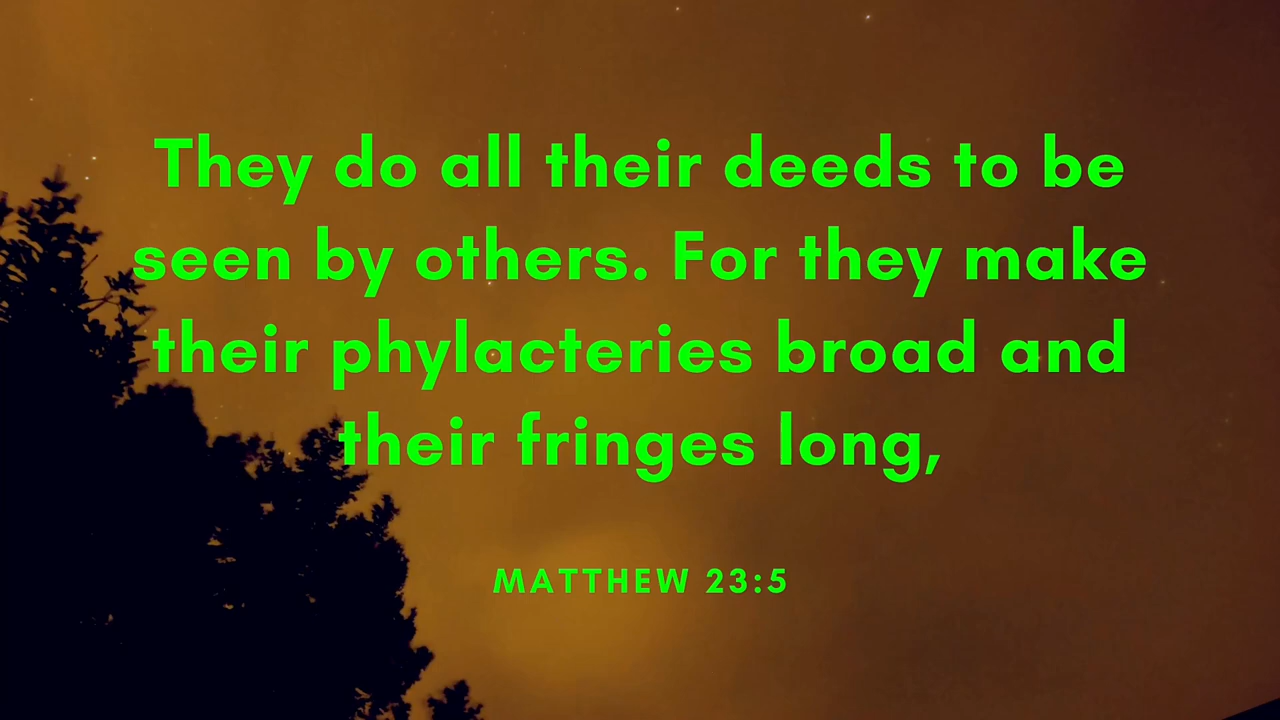 They do all their deeds to be
seen by others. For they make
their phylacteries broad and
their fringes long,
MATTHEW 23:5